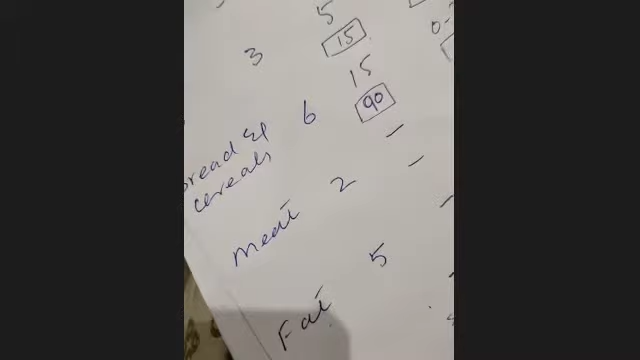 5
3 15
15
bread & 6 90
cereals -
meat 2 -
Fat 5